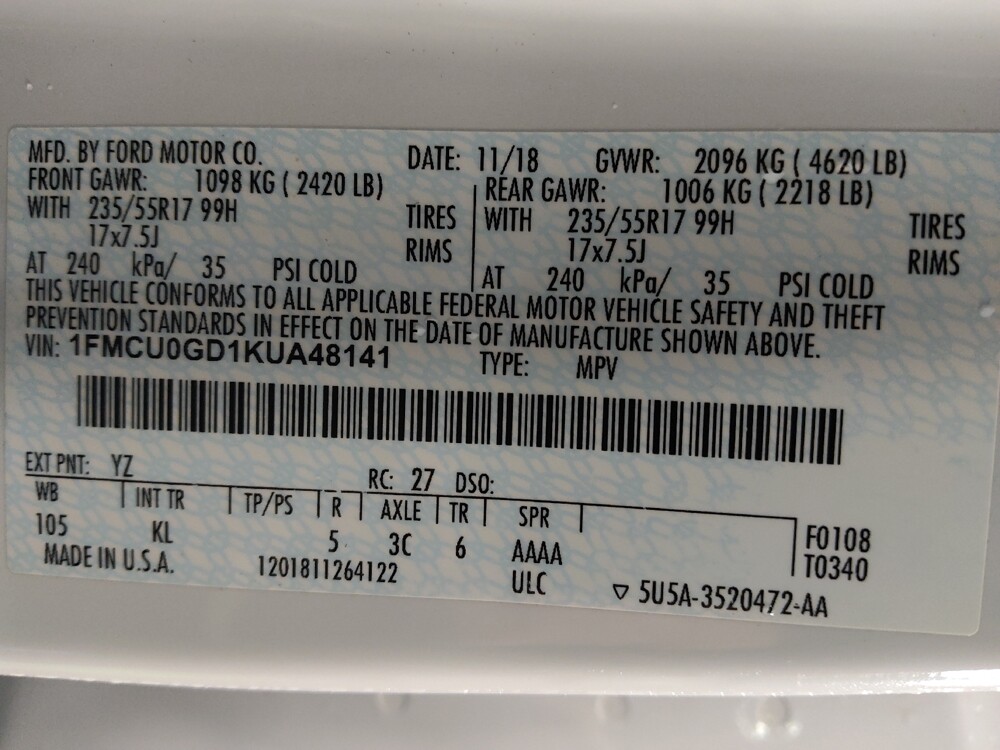 MFD. BY FORD MOTOR CO. DATE: 11/18 GVWR: 2096 KG ( 4620 LB)
FRONT GAWR: 1098 KG ( 2420 LB) REAR GAWR: 1006 KG ( 2218 LB)
WITH 235/55R17 99H TIRES WITH 235/55R17 99H TIRES
17x7.5J RIMS 17x7.5J RIMS
AT 240 kPa/ 35 PSI COLD AT 240 kPa/ 35 PSI COLD
THIS VEHICLE CONFORMS TO ALL APPLICABLE FEDERAL MOTOR VEHICLE SAFETY AND THEFT
PREVENTION STANDARDS IN EFFECT ON THE DATE OF MANUFACTURE SHOWN ABOVE.
VIN: 1FMCU0GD1KUA48141 TYPE: MPV
EXT PNT: YZ RC: 27 DSO:
WB INT TR TP/PS R AXLE TR SPR
105 KL 5 3C 6 AAAA F0108
MADE IN U.S.A. 1201811264122 ULC T0340
5U5A-3520472-AA